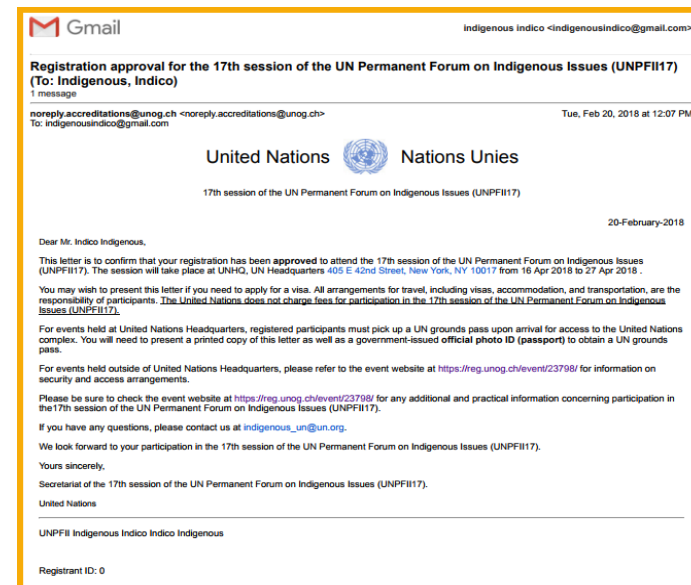 Gmail
indigenous indico <indigenousindico@gmail.com>
Registration approval for the 17th session of the UN Permanent Forum on Indigenous Issues (UNPFII17)
(To: Indigenous, Indico)
1 message
noreply.accreditations@unog.ch <noreply.accreditations@unog.ch>
Tue, Feb 20, 2018 at 12:07 PM
To: indigenousindico@gmail.com
United Nations Nations Unies
17th session of the UN Permanent Forum on Indigenous Issues (UNPFII17)
20-February-2018
Dear Mr. Indico Indigenous,
This letter is to confirm that your registration has been approved to attend the 17th session of the UN Permanent Forum on Indigenous Issues
(UNPFII17). The session will take place at UNHQ, UN Headquarters 405 E 42nd Street, New York, NY 10017 from 16 Apr 2018 to 27 Apr 2018 .
You may wish to present this letter if you need to apply for a visa. All arrangements for travel, including visas, accommodation, and transportation, are the
responsibility of participants. The United Nations does not charge fees for participation in the 17th session of the UN Permanent Forum on Indigenous
Issues (UNPFII17).
For events held at United Nations Headquarters, registered participants must pick up a UN grounds pass upon arrival for access to the United Nations
complex. You will need to present a printed copy of this letter as well as a government-issued official photo ID (passport) to obtain a UN grounds
pass.
For events held outside of United Nations Headquarters, please refer to the event website at https://reg.unog.ch/event/23798/ for information on
security and access arrangements.
Please be sure to check the event website at https://reg.unog.ch/event/23798/ for any additional and practical information concerning participation in
the17th session of the UN Permanent Forum on Indigenous Issues (UNPFII17).
If you have any questions, please contact us at indigenous_un@un.org.
We look forward to your participation in the 17th session of the UN Permanent Forum on Indigenous Issues (UNPFII17).
Yours sincerely,
Secretariat of the 17th session of the UN Permanent Forum on Indigenous Issues (UNPFII17).
United Nations
UNPFII Indigenous Indico Indico Indigenous
Registrant ID: 0